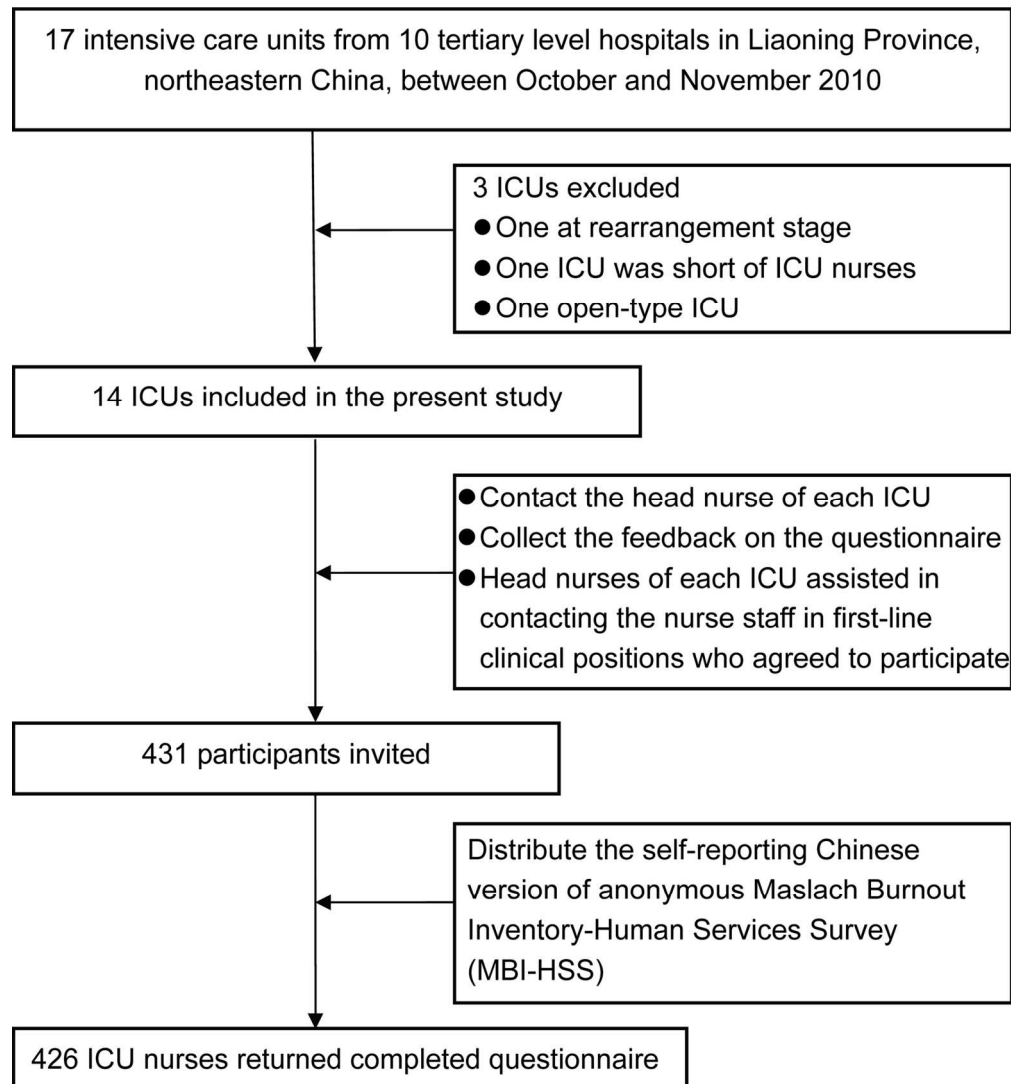 17 intensive care units from 10 tertiary level hospitals in Liaoning Province,
northeastern China, between October and November 2010
3 ICUs excluded
● One at rearrangement stage
● One ICU was short of ICU nurses
● One open-type ICU
14 ICUs included in the present study
● Contact the head nurse of each ICU
● Collect the feedback on the questionnaire
● Head nurses of each ICU assisted in
contacting the nurse staff in first-line
clinical positions who agreed to participate
431 participants invited
Distribute the self-reporting Chinese
version of anonymous Maslach Burnout
Inventory-Human Services Survey
(MBI-HSS)
426 ICU nurses returned completed questionnaire